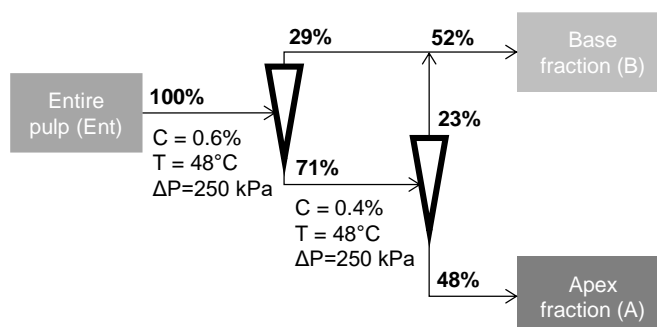 29%
52%
Base
fraction (B)
Entire
pulp (Ent)
100%
C = 0.6%
T = 48°C
ΔP=250 kPa
23%
71%
C = 0.4%
T = 48°C
ΔP=250 kPa
48%
Apex
fraction (A)